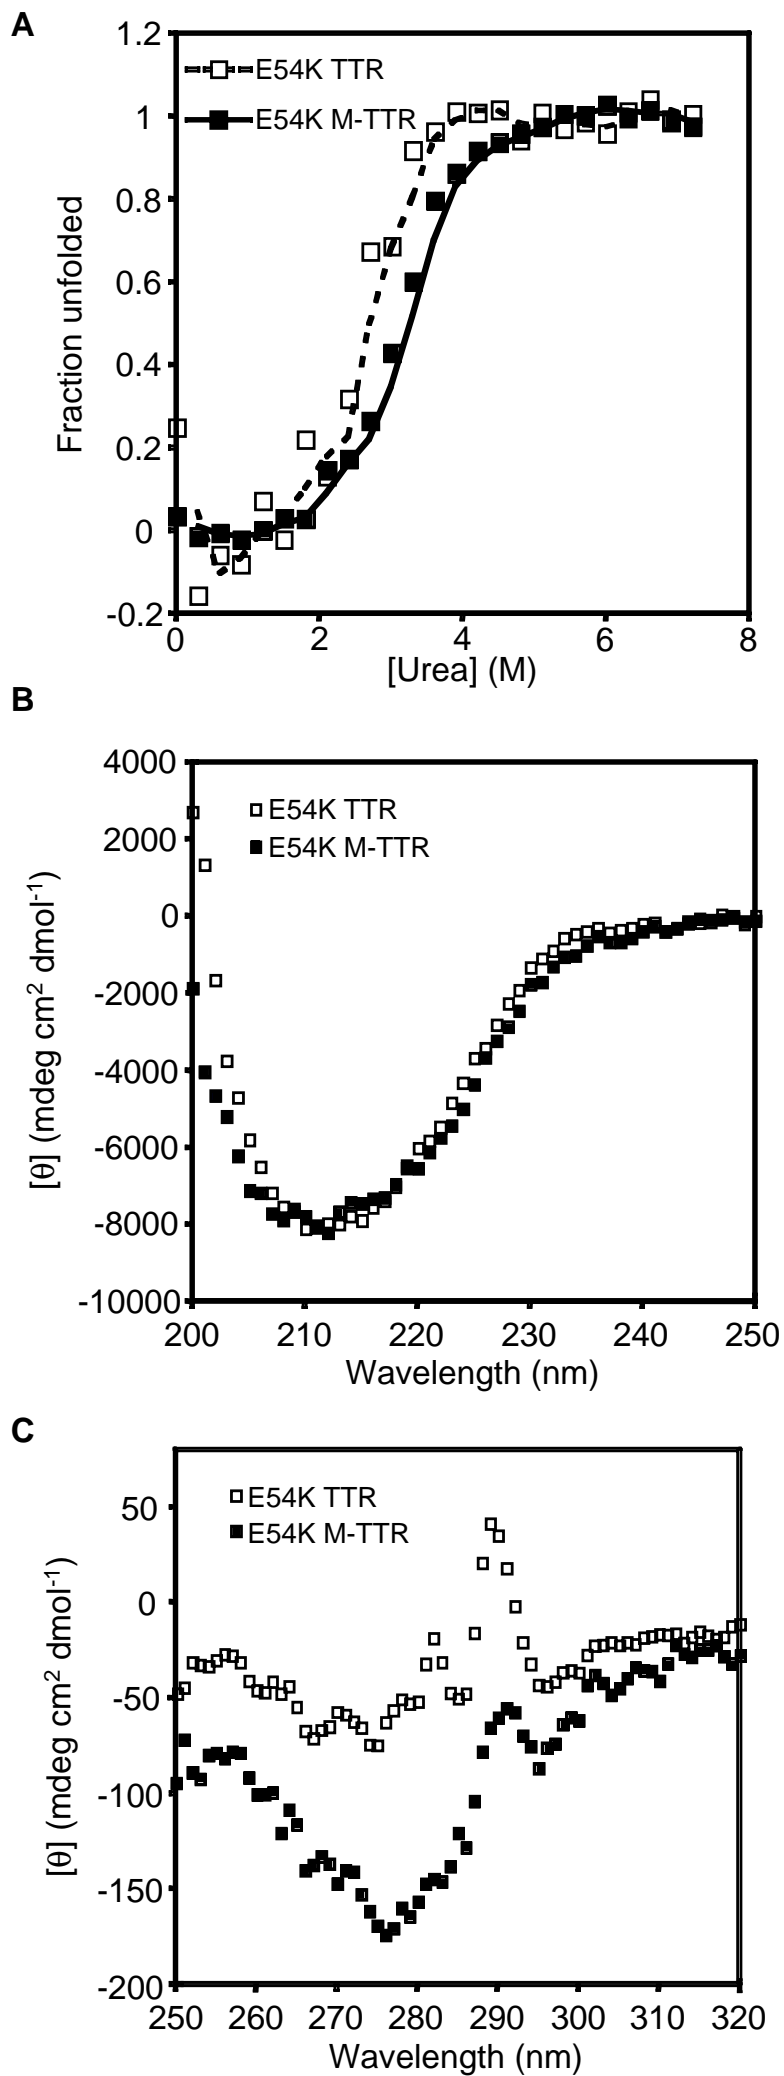 A
1.2
1
0.8
0.6
0.4
0.2
0
-0.2
Fraction unfolded
E54K TTR
E54K M-TTR
0 2 4 6 8
[Urea] (M)
B
4000
2000
0
-2000
-4000
-6000
-8000
-10000
[θ] (mdeg cm² dmol⁻¹)
E54K TTR
E54K M-TTR
200 210 220 230 240 250
Wavelength (nm)
C
50
0
-50
-100
-150
-200
[θ] (mdeg cm² dmol⁻¹)
E54K TTR
E54K M-TTR
250 260 270 280 290 300 310 320
Wavelength (nm)